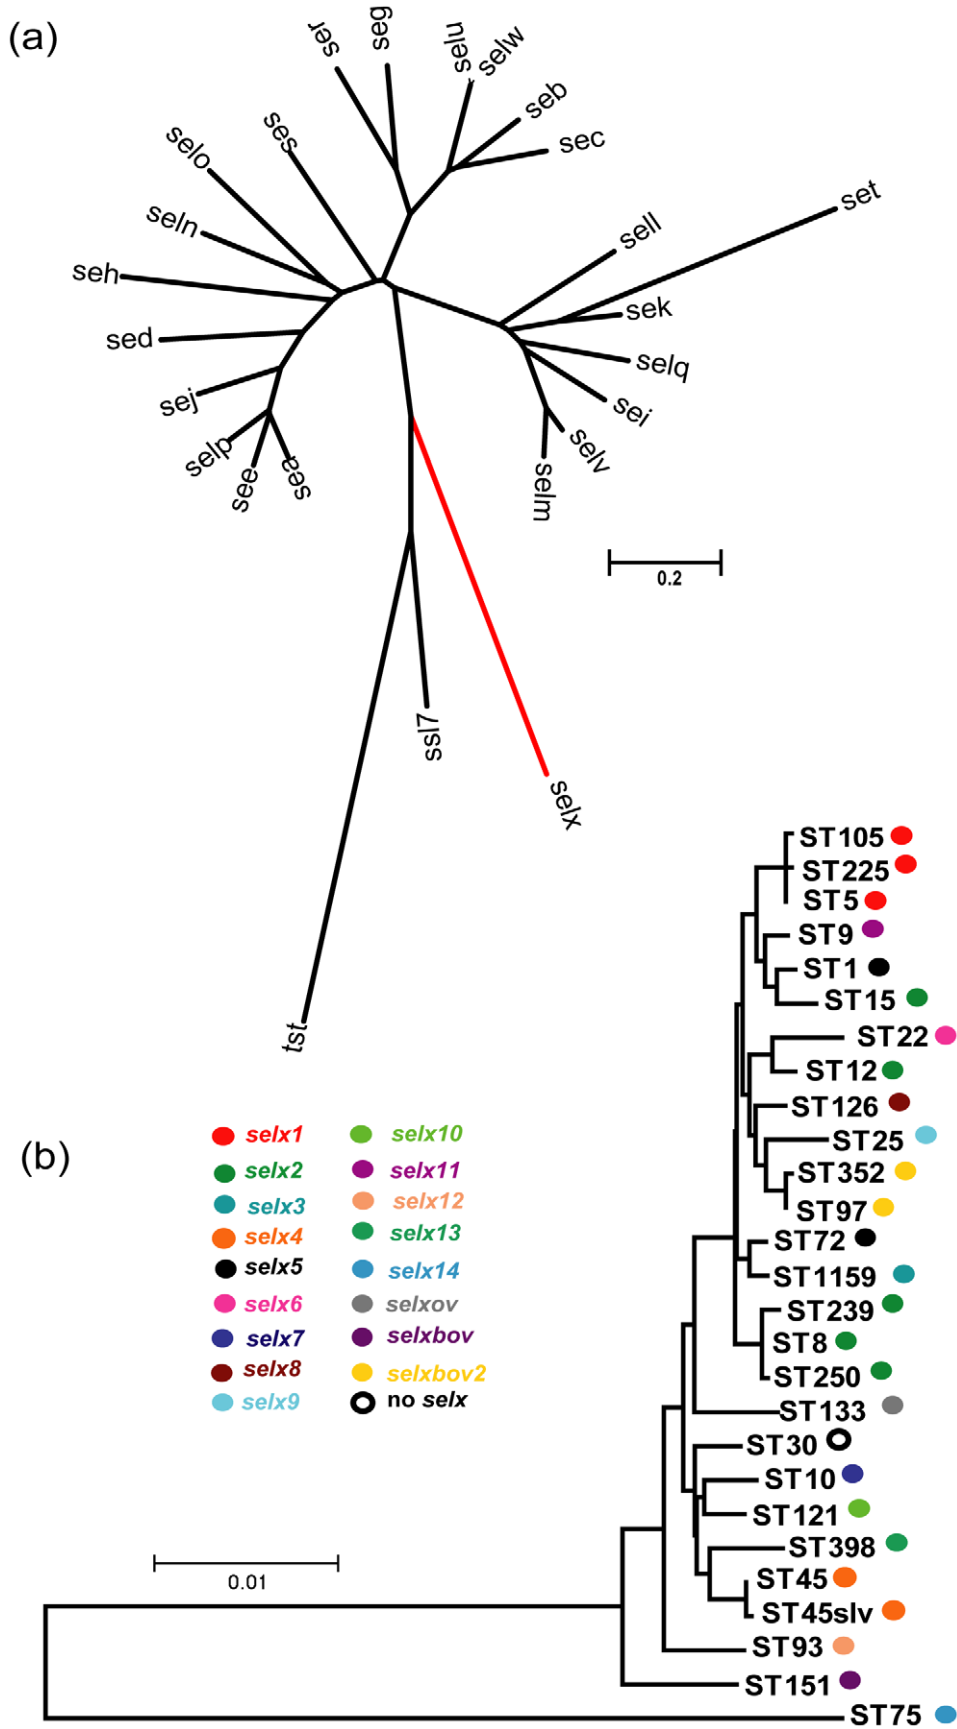 (a)
ser
seg
selu
selw
seb
sec
ses
selo
seln
seh
sed
sej
selp
see
sea
set
sell
sek
selq
sei
selv
selm
0.2
ssl7
selx
tst
(b)
selx1
selx2
selx3
selx4
selx5
selx6
selx7
selx8
selx9
selx10
selx11
selx12
selx13
selx14
selxov
selxbov
selxbov2
no selx
0.01
ST105
ST225
ST5
ST9
ST1
ST15
ST22
ST12
ST126
ST25
ST352
ST97
ST72
ST1159
ST239
ST8
ST250
ST133
ST30
ST10
ST121
ST398
ST45
ST45slv
ST93
ST151
ST75